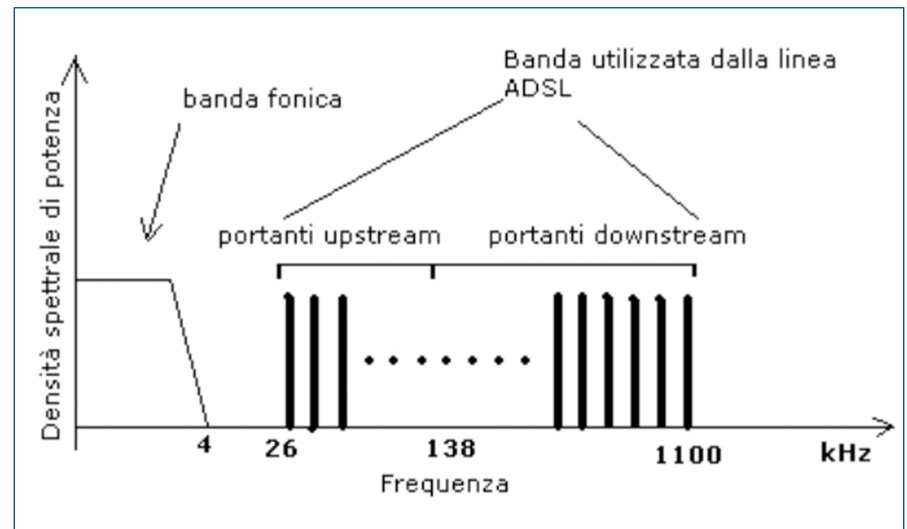 Banda utilizzata dalla linea
ADSL
banda fonica
Densità spettrale di potenza
portanti upstream
portanti downstream
4
26
138
1100
kHz
Frequenza